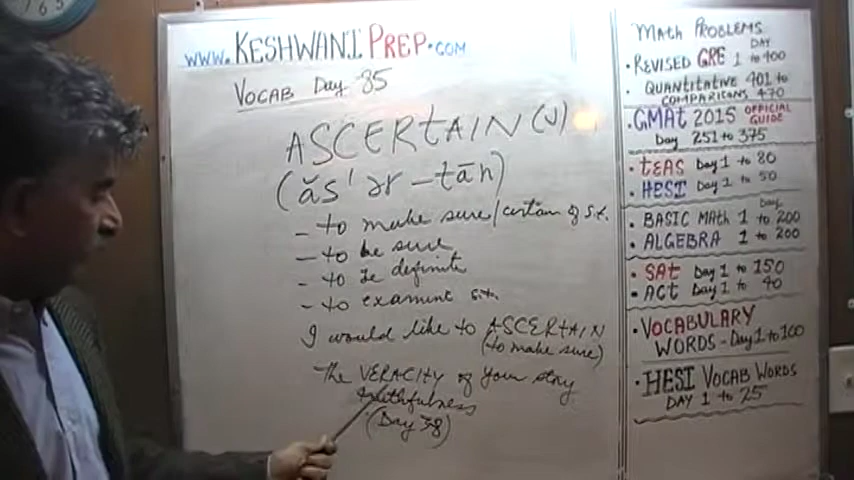 www.KESHWANIPREP.COM
VOCAB Day 35
ASCERTAIN (v)
(ăs′ər-tān)
- to make sure/certain of s.t.
- to be sure
- to be definite
- to examine s.t.
I would like to ASCERTAIN
(to make sure)
The VERACITY of your story
truthfulness
(Day 38)
MATH PROBLEMS
DAY
• REVISED GRE 1 to 400
• QUANTITATIVE 401 to
COMPARISONS 470
• GMAT 2015 OFFICIAL GUIDE
Day 251 to 375
• TEAS Day 1 to 80
• HESI Day 1 to 50
Day
• BASIC MATH 1 to 200
• ALGEBRA 1 to 200
• SAT Day 1 to 150
• ACT Day 1 to 40
• VOCABULARY
WORDS - Day 1 to 100
• HESI VOCAB WORDS
DAY 1 to 25